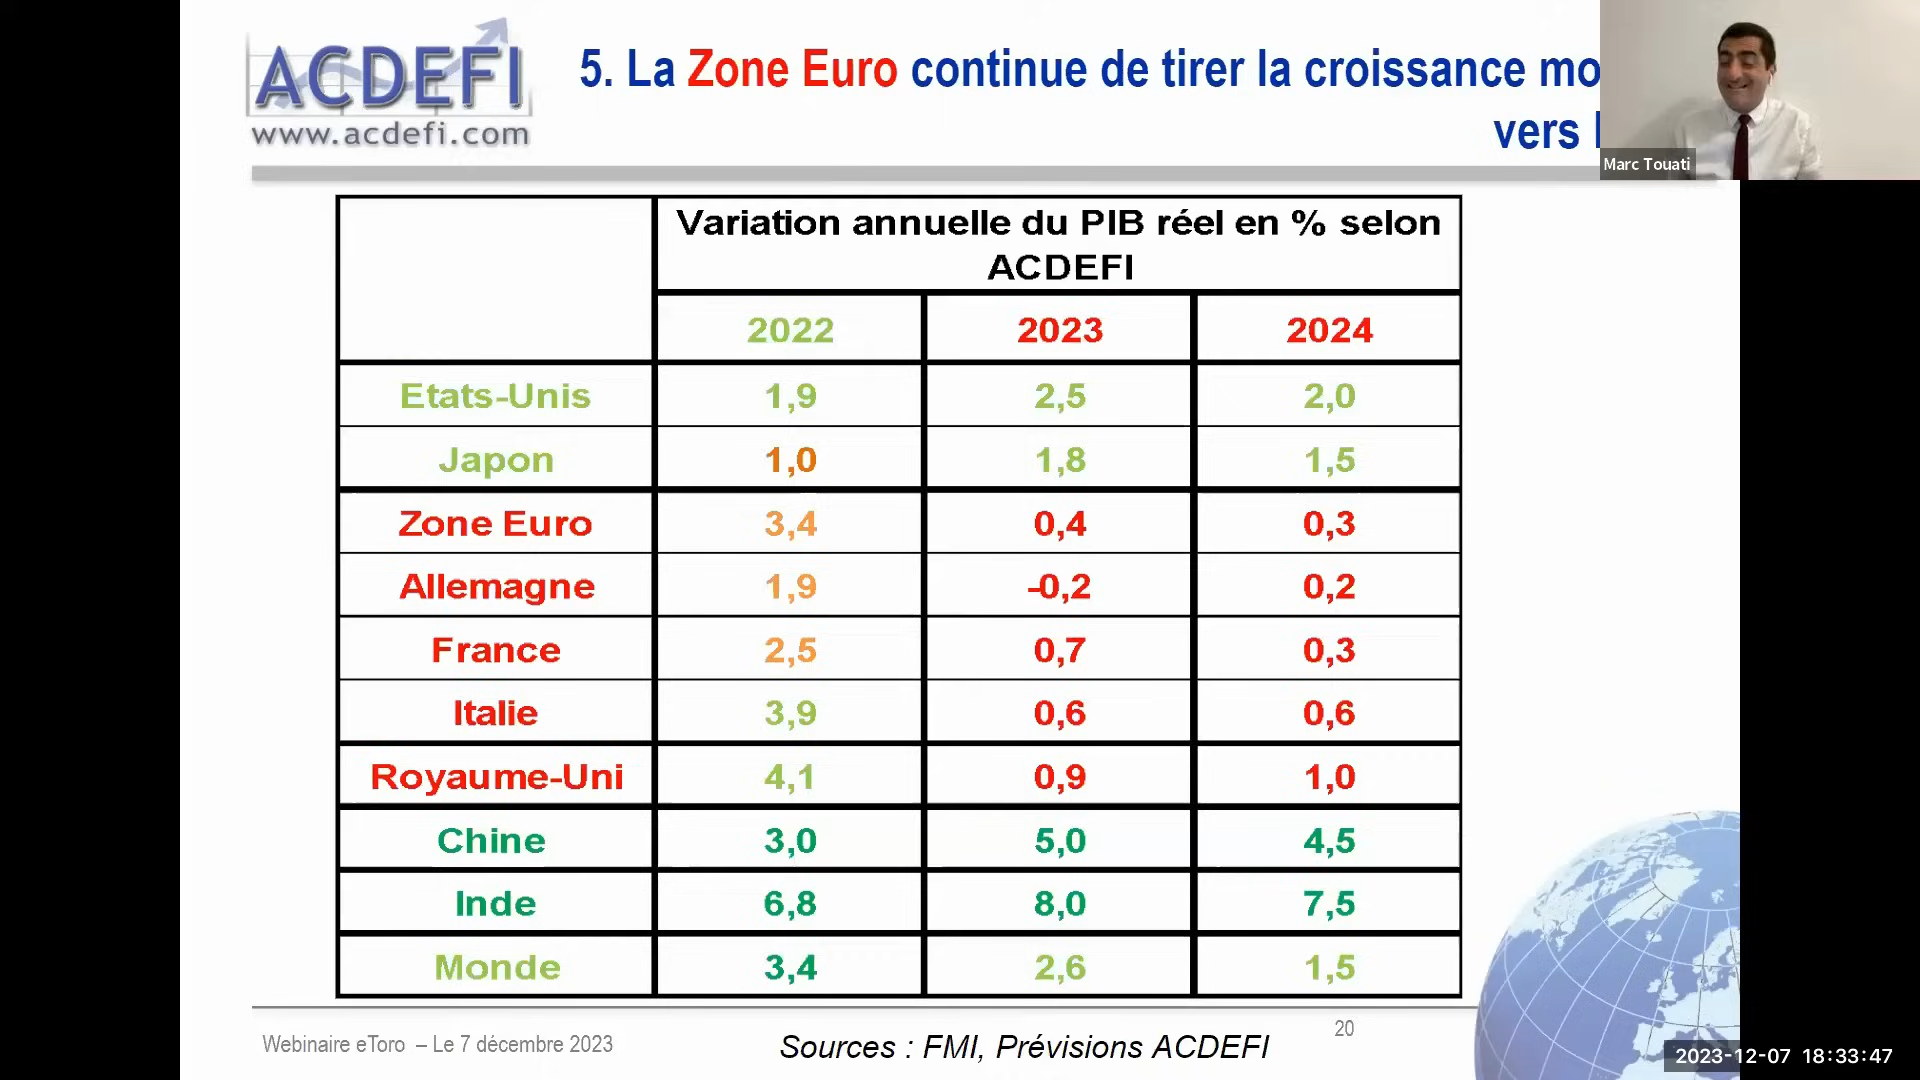 ACDEFI
www.acdefi.com
5. La Zone Euro continue de tirer la croissance
vers
Marc Touati
Variation annuelle du PIB réel en % selon
ACDEFI
2022 2023 2024
Etats-Unis 1,9 2,5 2,0
Japon 1,0 1,8 1,5
Zone Euro 3,4 0,4 0,3
Allemagne 1,9 -0,2 0,2
France 2,5 0,7 0,3
Italie 3,9 0,6 0,6
Royaume-Uni 4,1 0,9 1,0
Chine 3,0 5,0 4,5
Inde 6,8 8,0 7,5
Monde 3,4 2,6 1,5
Webinaire eToro – Le 7 décembre 2023
Sources : FMI, Prévisions ACDEFI
20
2023-12-07 18:33:47